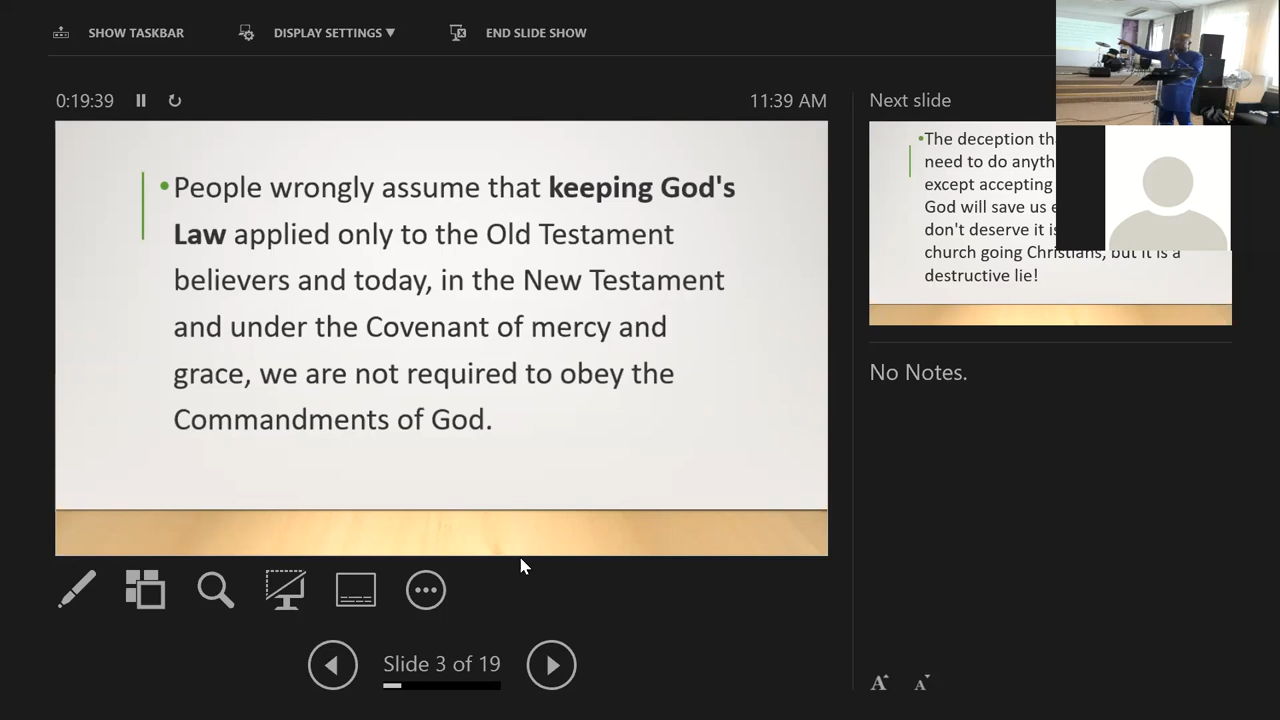 SHOW TASKBAR
DISPLAY SETTINGS ▼
END SLIDE SHOW
0:19:39
11:39 AM
•People wrongly assume that keeping God's
Law applied only to the Old Testament
believers and today, in the New Testament
and under the Covenant of mercy and
grace, we are not required to obey the
Commandments of God.
Slide 3 of 19
Next slide
•The deception
need to do
except accepting
God will save us
don't deserve it
church going Christians, but it is a
destructive lie!
No Notes.
A
A